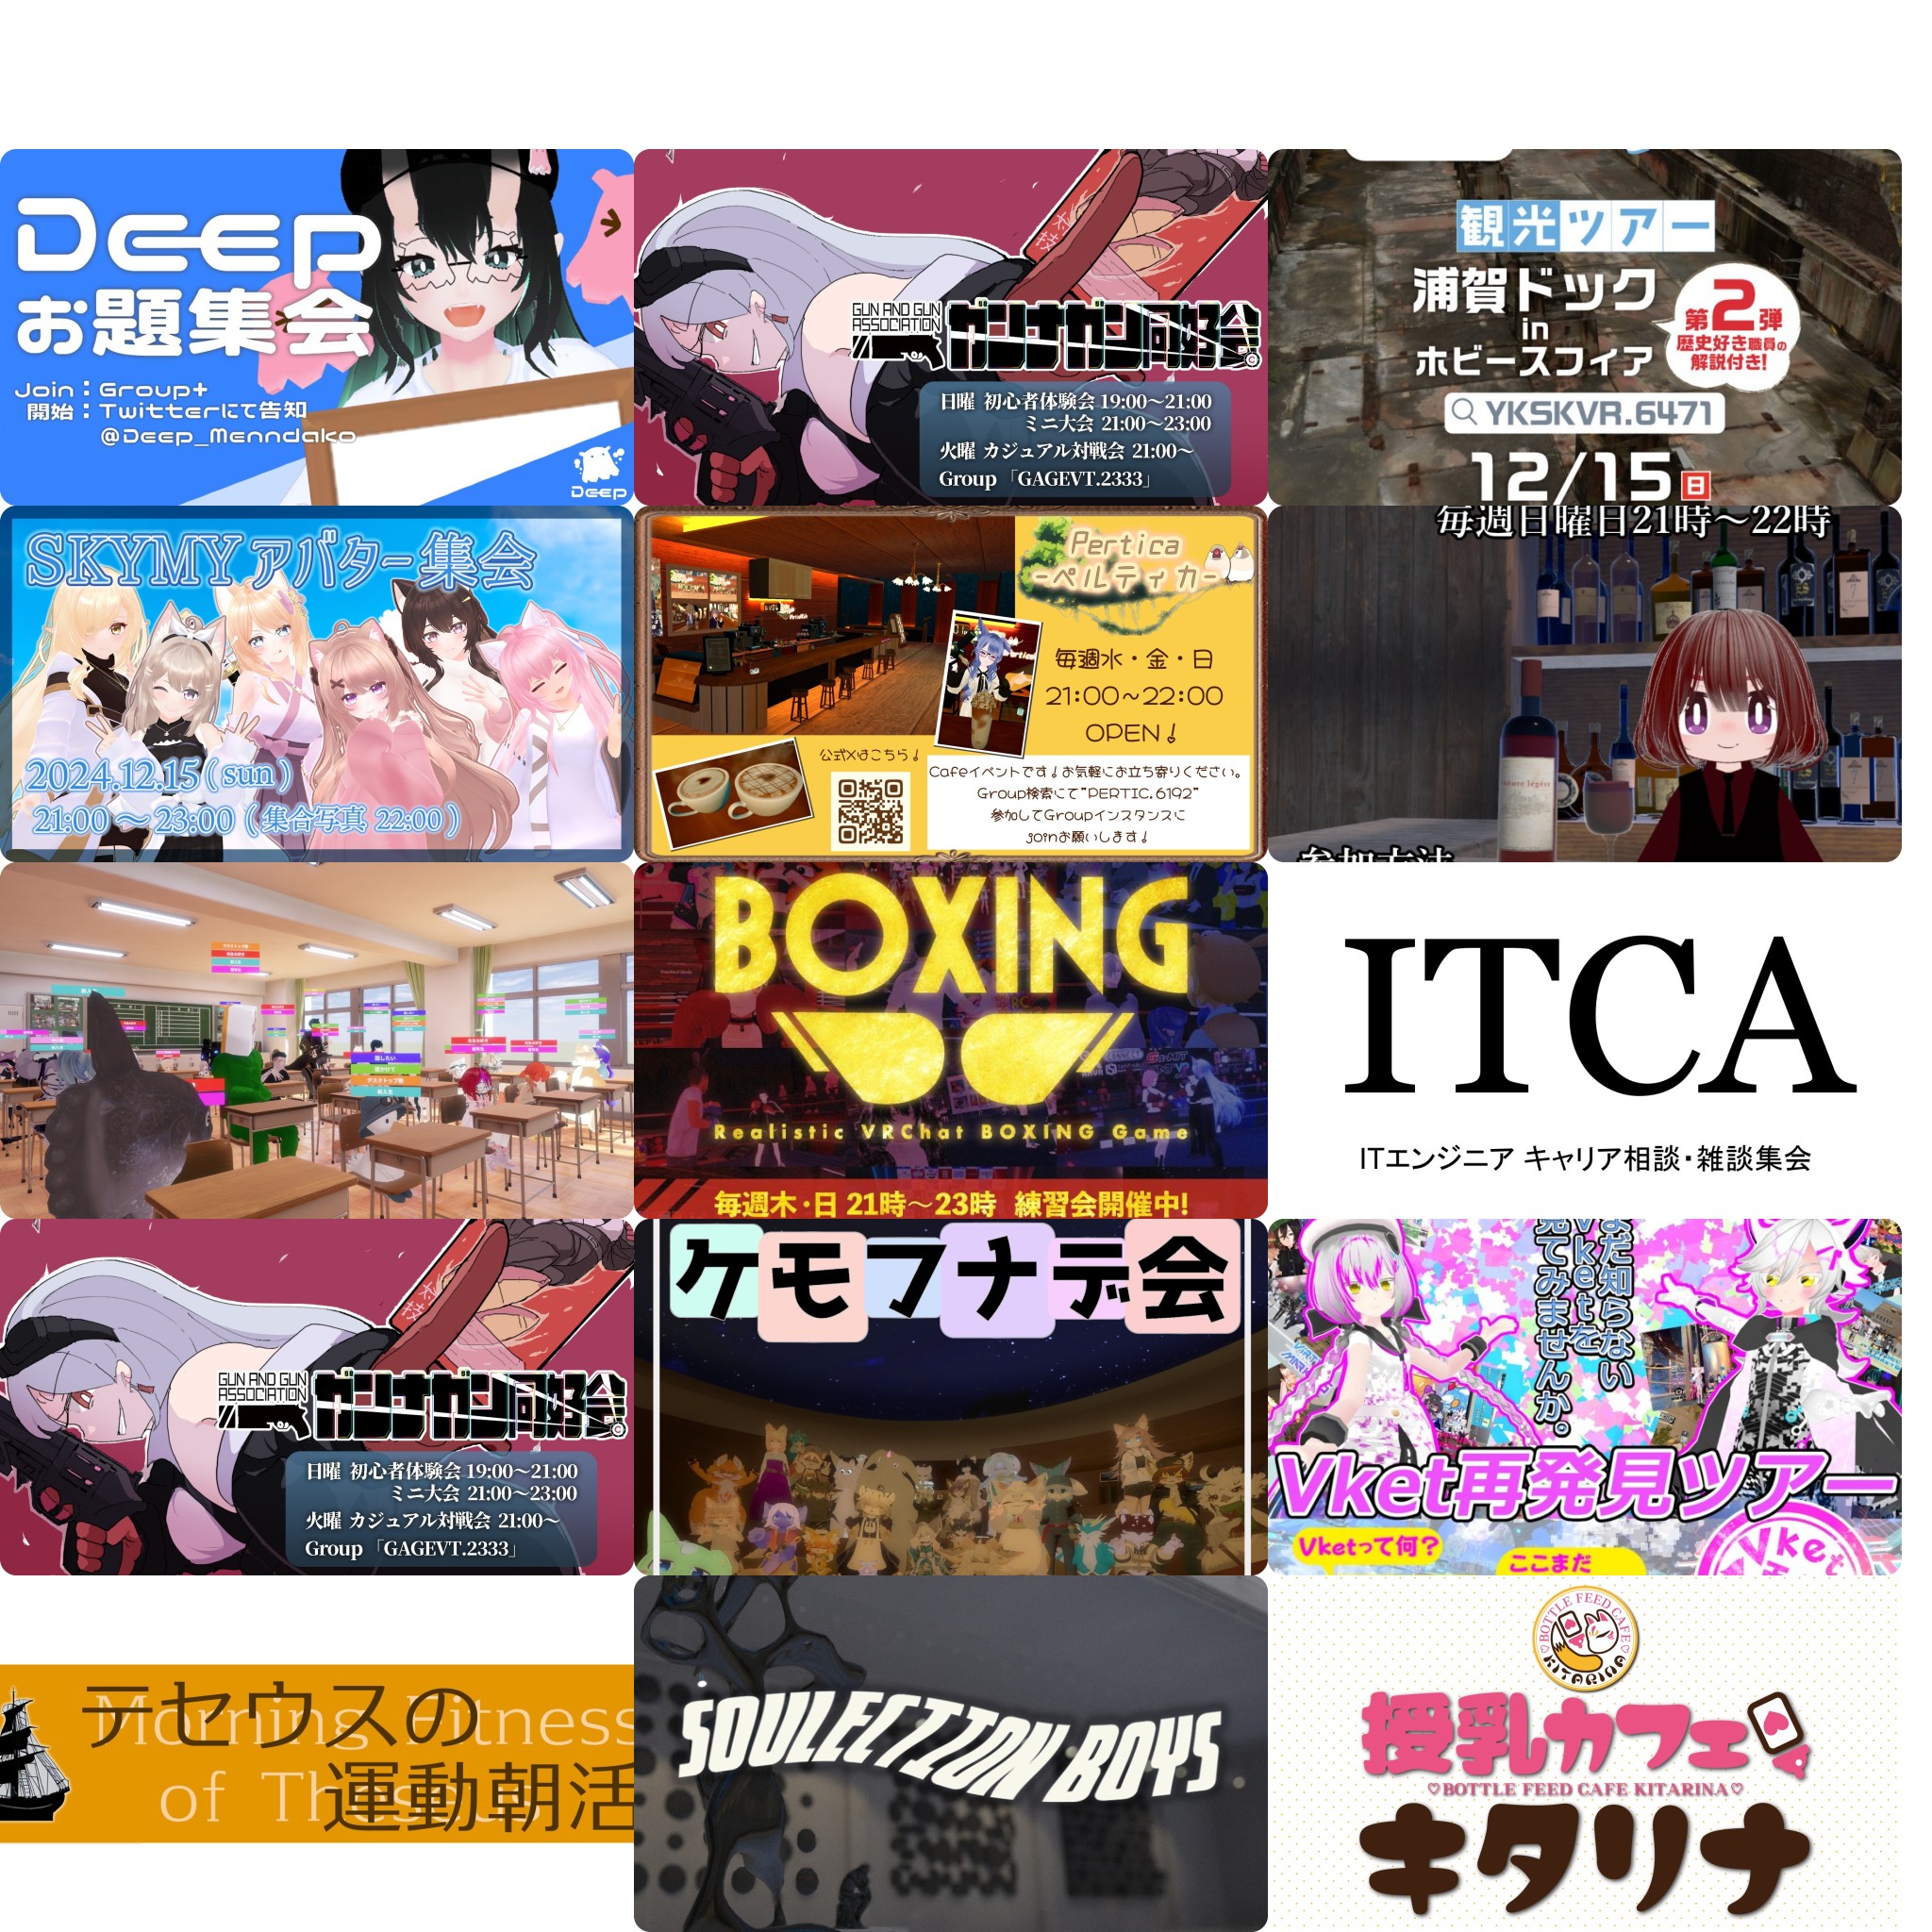 Deep
お題集会
Join：Group+
開始：Twitterにて告知
@Deep_Menndako
Deep
GUN AND GUN
ASSOCIATION
ガンナガン同好会
日曜 初心者体験会 19:00～21:00
ミニ大会 21:00～23:00
火曜 カジュアル対戦会 21:00～
Group「GAGEVT.2333」
観光ツアー
浦賀ドック
in
ホビースフィア
第2弾
歴史好き職員の
解説付き!
YKSKVR.6471
12/15日
SKYMYアバター集会
2024.12.15(sun)
21:00～23:00(集合写真 22:00)
Pertica
-ペルティカ-
毎週水・金・日
21:00~22:00
OPEN!
公式Xはこちら!
Cafeイベントです!お気軽にお立ち寄りください。
Group検索にて"PERTIC.6192"
参加してGroupインスタンスに
joinお願いします!
毎週日曜日21時～22時
参加方法
BOXING
Realistic VRChat BOXING Game
毎週木・日 21時～23時 練習会開催中!
ITCA
ITエンジニア キャリア相談・雑談集会
GUN AND GUN
ASSOCIATION
ガンナガン同好会
日曜 初心者体験会 19:00～21:00
ミニ大会 21:00～23:00
火曜 カジュアル対戦会 21:00～
Group「GAGEVT.2333」
ケモフナデ会
まだ知らない
Vketを
見てみませんか。
Vket再発見ツアー
Vketって何?
ここまだ
Vket
テセウスの
運動朝活
Morning Fitness
of Theseus
SOULECTION BOYS
BOTTLE FEED CAFE
KITARINA
授乳カフェ
♡BOTTLE FEED CAFE KITARINA♡
キタリナ